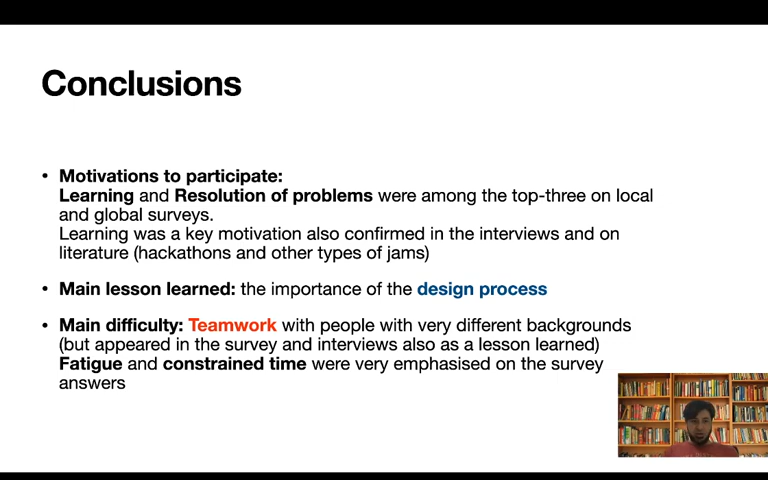 Conclusions
• Motivations to participate:
Learning and Resolution of problems were among the top-three on local
and global surveys.
Learning was a key motivation also confirmed in the interviews and on
literature (hackathons and other types of jams)
• Main lesson learned: the importance of the design process
• Main difficulty: Teamwork with people with very different backgrounds
(but appeared in the survey and interviews also as a lesson learned)
Fatigue and constrained time were very emphasised on the survey
answers